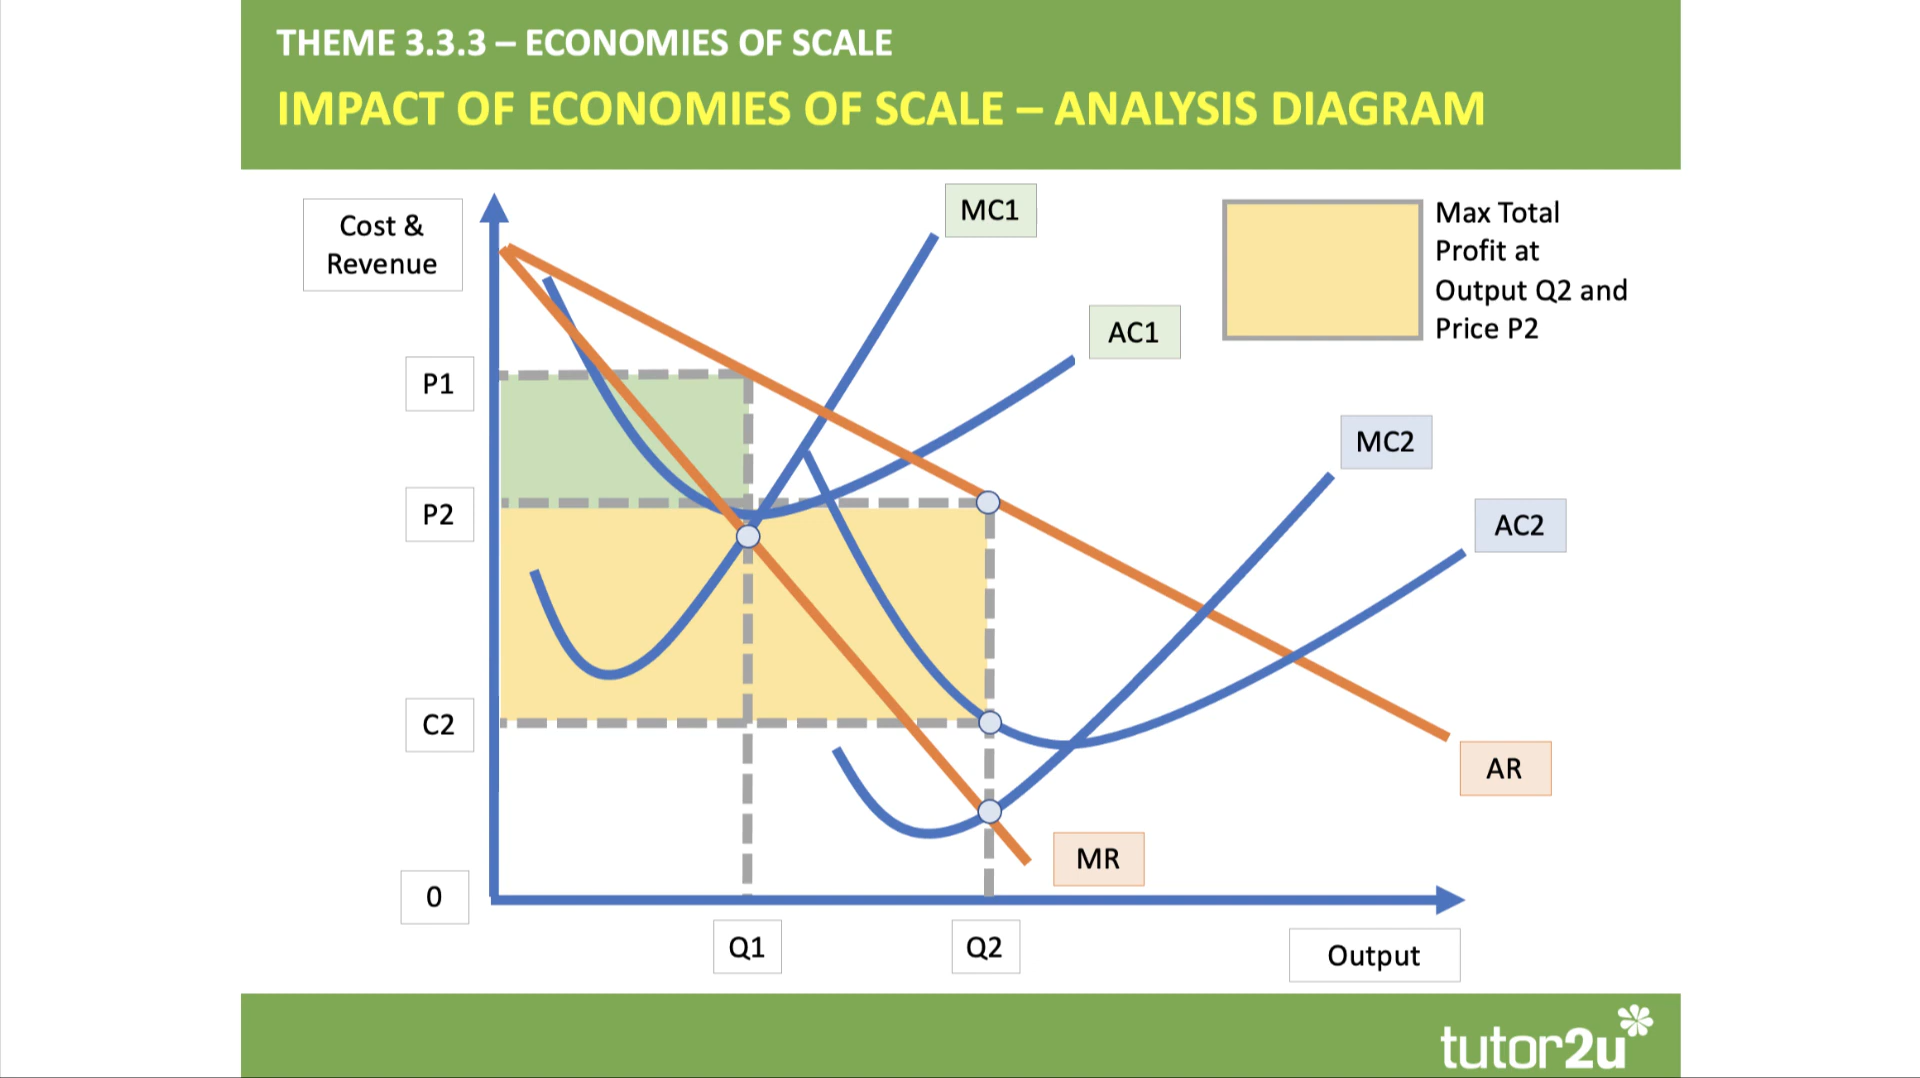 THEME 3.3.3 – ECONOMIES OF SCALE
IMPACT OF ECONOMIES OF SCALE – ANALYSIS DIAGRAM
Cost &
Revenue
MC1
Max Total
Profit at
Output Q2 and
Price P2
AC1
P1
MC2
P2
AC2
C2
AR
MR
0
Q1
Q2
Output
tutor2u